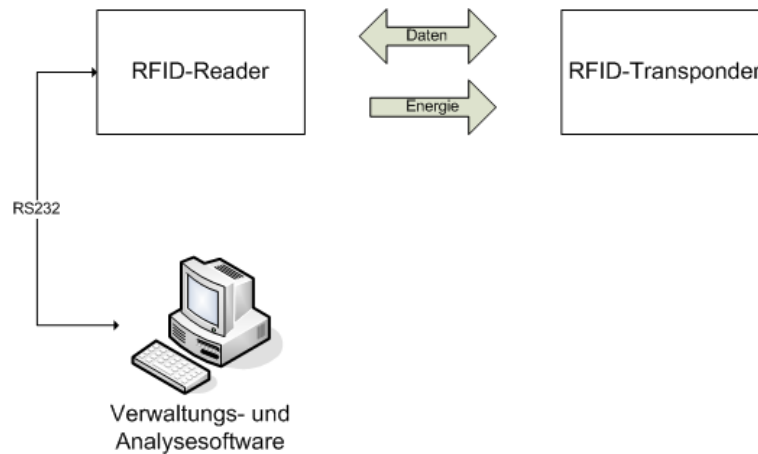 RFID-Reader
Daten
Energie
RFID-Transponder
RS232
Verwaltungs- und
Analysesoftware